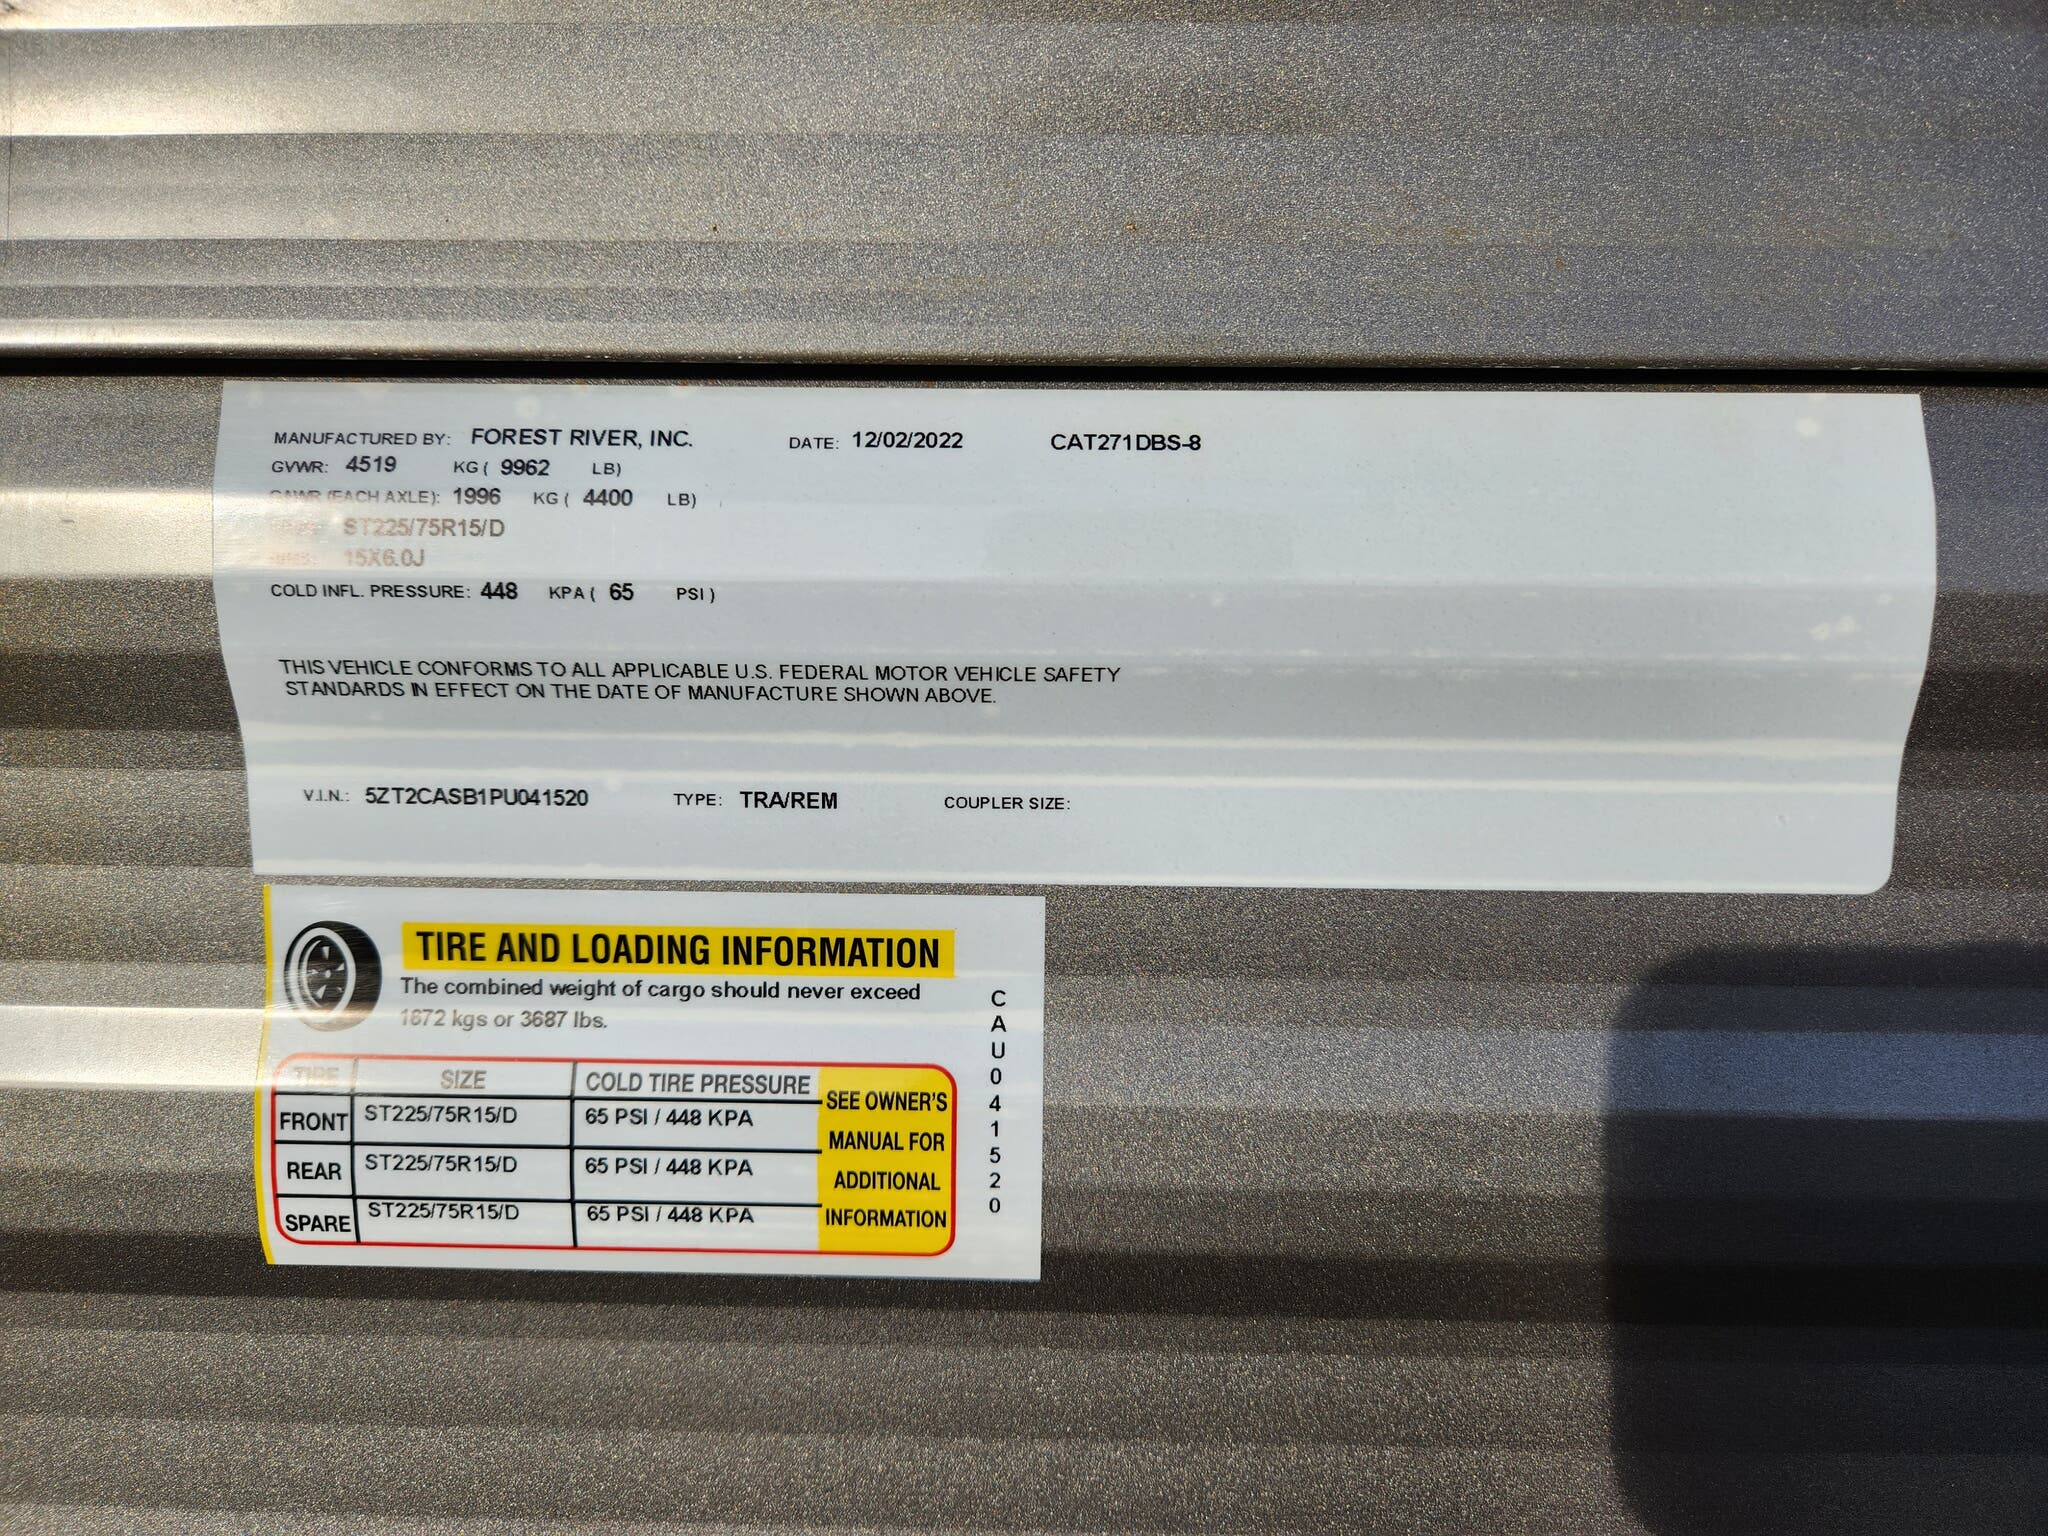 MANUFACTURED BY: FOREST RIVER, INC. DATE: 12/02/2022 CAT271DBS-8
GVWR: 4519 KG ( 9962 LB)
GAWR (EACH AXLE): 1996 KG ( 4400 LB)
ST225/75R15/D
15X6.0J
COLD INFL. PRESSURE: 448 KPA ( 65 PSI )
THIS VEHICLE CONFORMS TO ALL APPLICABLE U.S. FEDERAL MOTOR VEHICLE SAFETY
STANDARDS IN EFFECT ON THE DATE OF MANUFACTURE SHOWN ABOVE.
V.I.N.: 5ZT2CASB1PU041520 TYPE: TRA/REM COUPLER SIZE:
TIRE AND LOADING INFORMATION
The combined weight of cargo should never exceed
1672 kgs or 3687 lbs.
TIRE SIZE COLD TIRE PRESSURE
FRONT ST225/75R15/D 65 PSI / 448 KPA
REAR ST225/75R15/D 65 PSI / 448 KPA
SPARE ST225/75R15/D 65 PSI / 448 KPA
SEE OWNER'S
MANUAL FOR
ADDITIONAL
INFORMATION
CAU041520